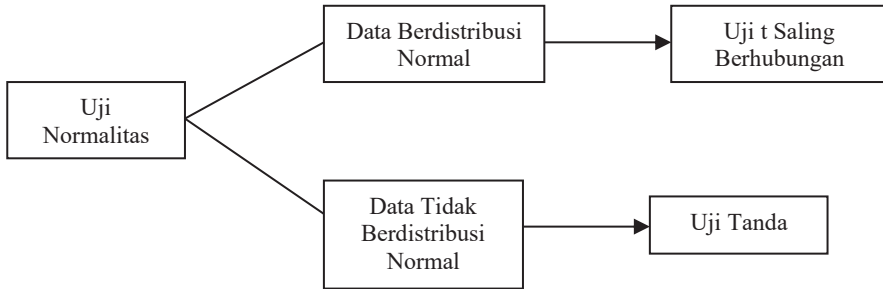 Uji
Normalitas
Data Berdistribusi
Normal
Uji t Saling
Berhubungan
Data Tidak
Berdistribusi
Normal
Uji Tanda